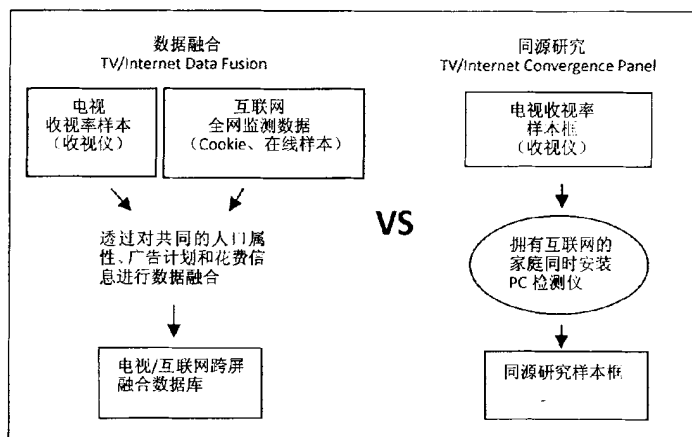 数据融合
TV/Internet Data Fusion
电视
收视率样本
（收视仪）
互联网
全网监测数据
（Cookie、在线样本）
透过对共同的人口属
性、广告计划和花费信
息进行数据融合
电视/互联网跨屏
融合数据库
VS
同源研究
TV/Internet Convergence Panel
电视收视率
样本框
（收视仪）
拥有互联网的
家庭同时安装
PC 检测仪
同源研究样本框